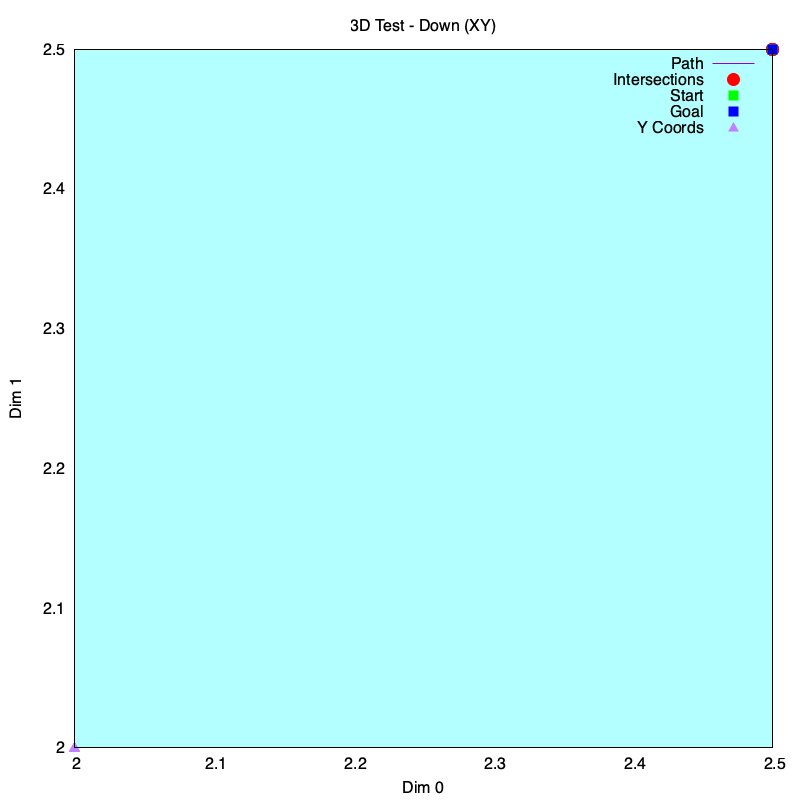 3D Test - Down (XY)
2.5
Path
Intersections
Start
Goal
Y Coords
2.4
2.3
Dim 1
2.2
2.1
2
2 2.1 2.2 2.3 2.4 2.5
Dim 0